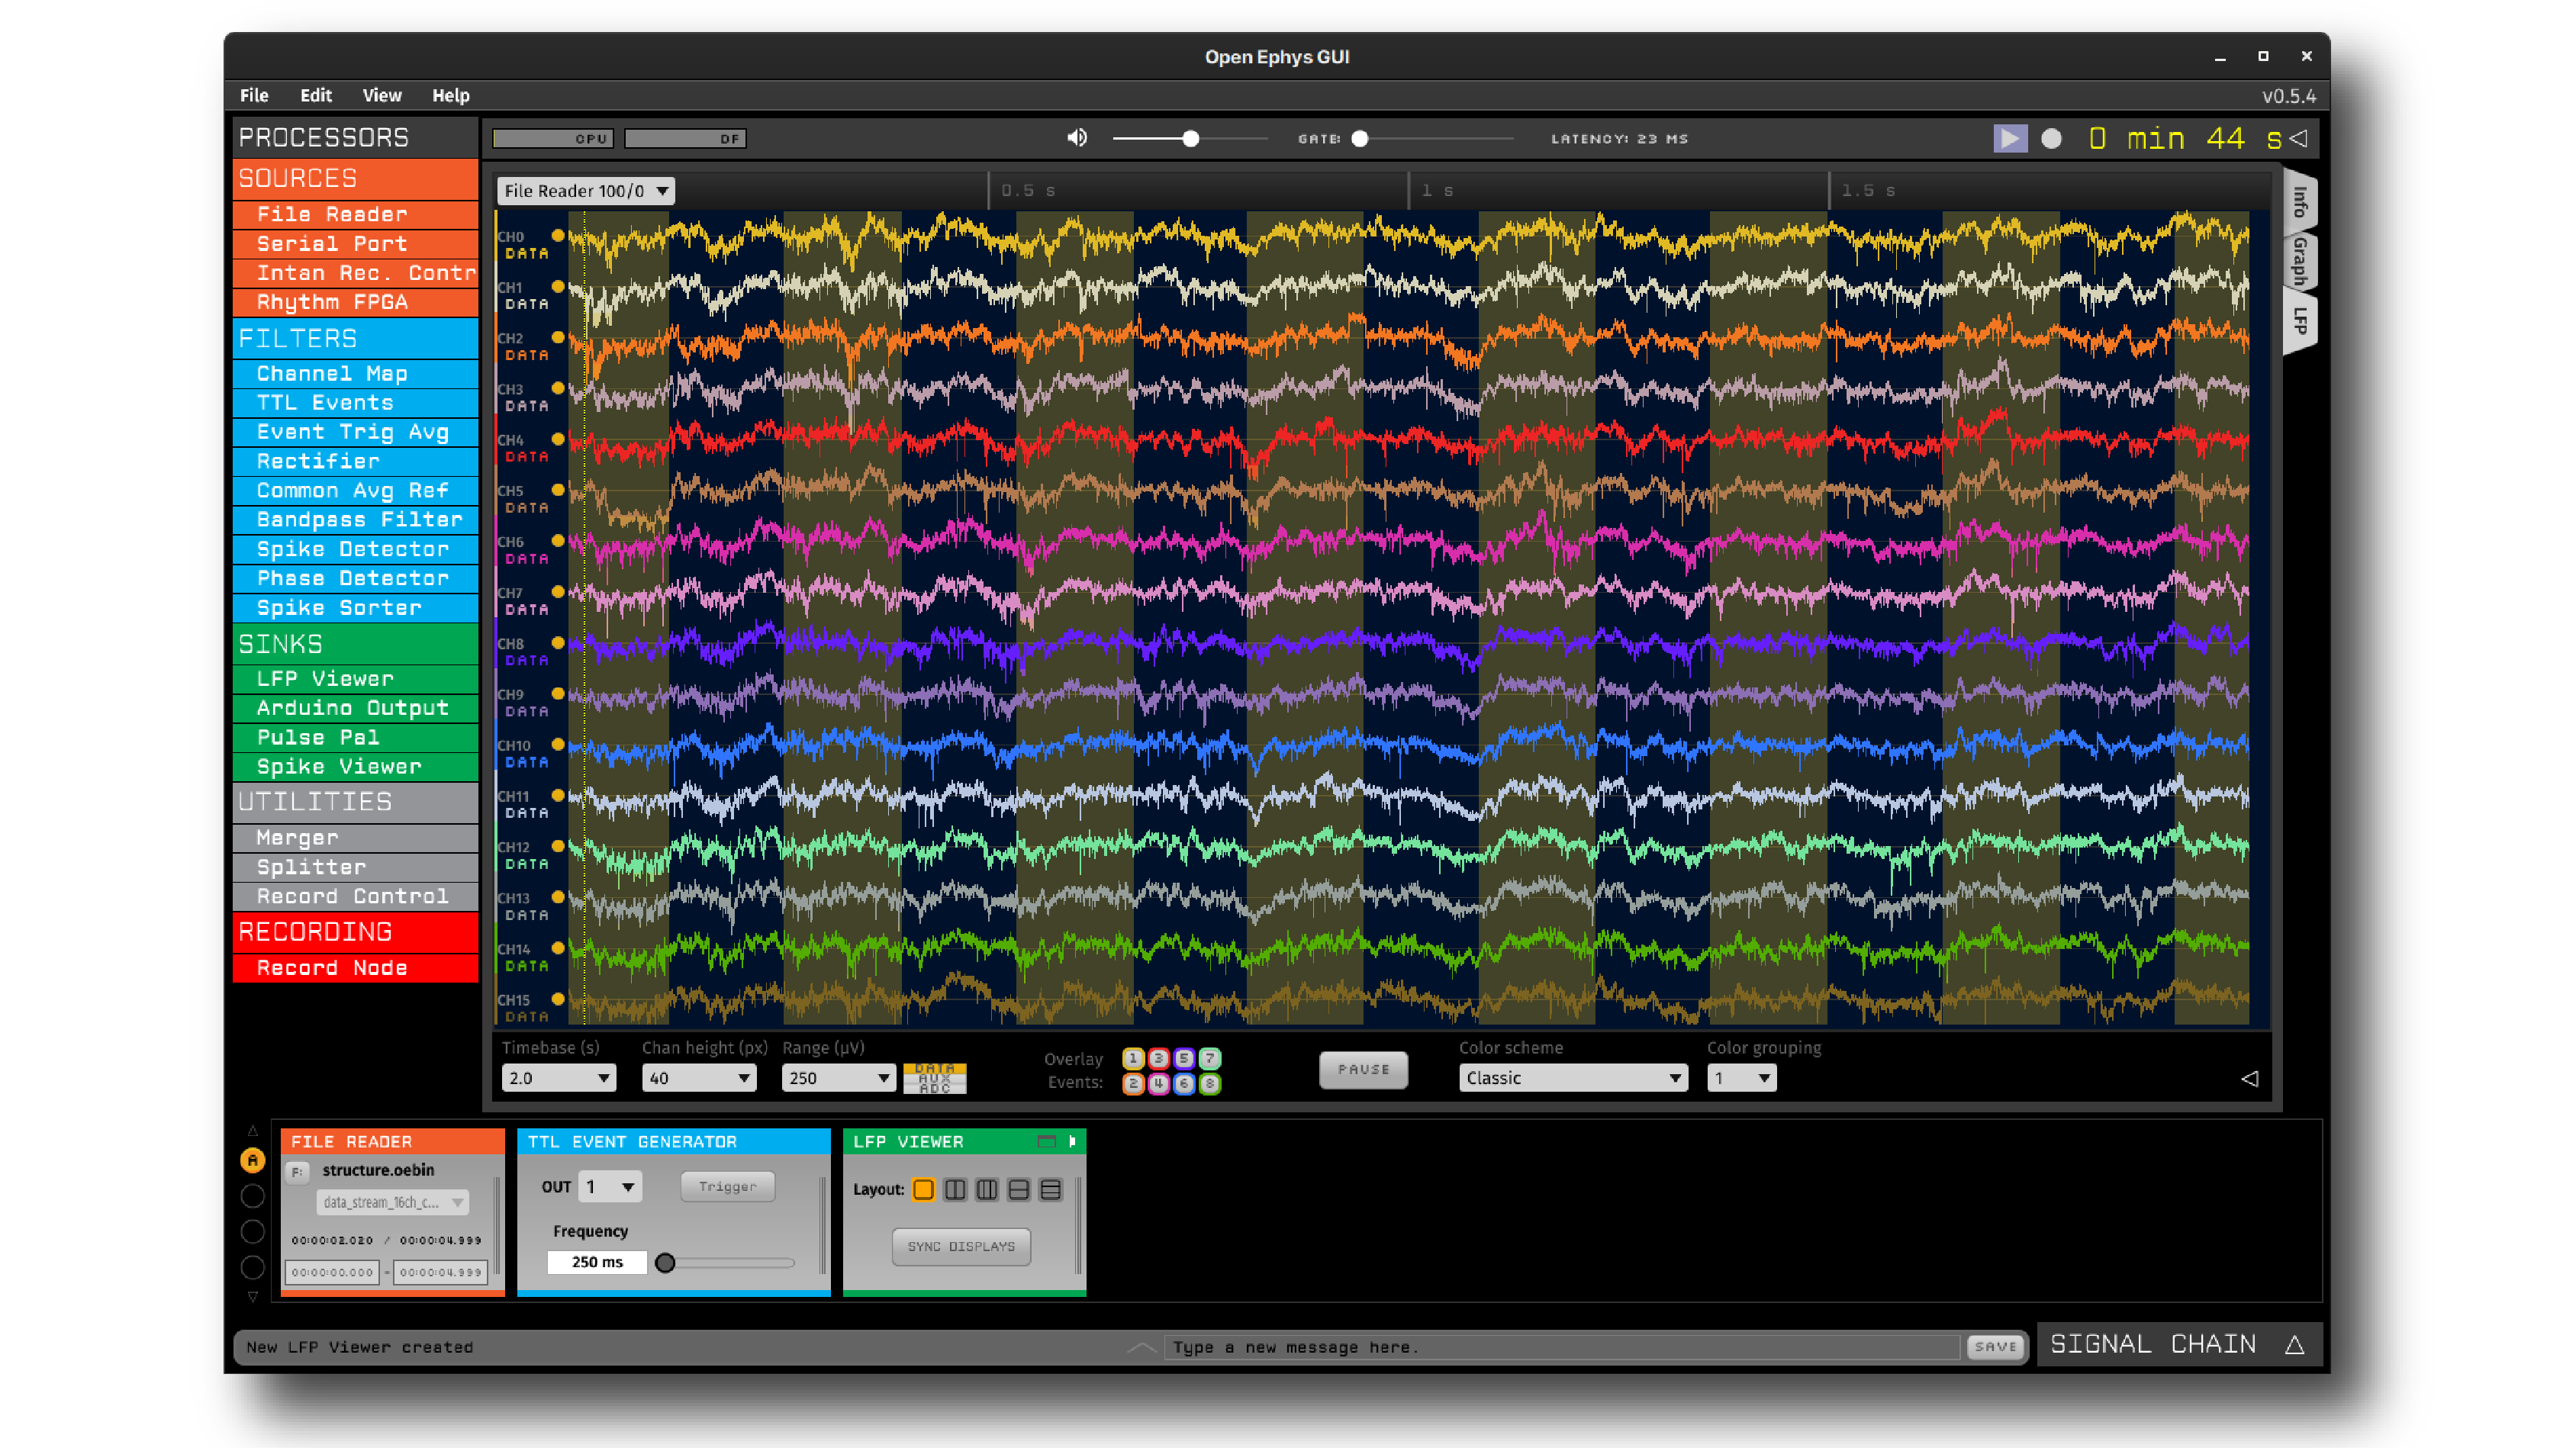 Open Ephys GUI
File Edit View Help
v0.5.4
PROCESSORS
SOURCES
File Reader
Serial Port
Intan Rec. Contr
Rhythm FPGA
FILTERS
Channel Map
TTL Events
Event Trig Avg
Rectifier
Common Avg Ref
Bandpass Filter
Spike Detector
Phase Detector
Spike Sorter
SINKS
LFP Viewer
Arduino Output
Pulse Pal
Spike Viewer
UTILITIES
Merger
Splitter
Record Control
RECORDING
Record Node
CPU DF GATE: LATENCY: 23 MS 0 min 44 s
File Reader 100/0 0.5 s 1 s 1.5 s
Info
Graph
LFP
CH0
DATA
CH1
DATA
CH2
DATA
CH3
DATA
CH4
DATA
CH5
DATA
CH6
DATA
CH7
DATA
CH8
DATA
CH9
DATA
CH10
DATA
CH11
DATA
CH12
DATA
CH13
DATA
CH14
DATA
CH15
DATA
Timebase (s) Chan height (px) Range (µV)
2.0 40 250
DATA
AUX
ADC
Overlay
Events:
1 3 5 7
2 4 6 8
PAUSE
Color scheme Color grouping
Classic 1
A
FILE READER
F: structure.oebin
data_stream_16ch_c...
00:00:02.020 / 00:00:04.999
00:00:00.000 - 00:00:04.999
TTL EVENT GENERATOR
OUT 1 Trigger
Frequency
250 ms
LFP VIEWER
Layout:
SYNC DISPLAYS
New LFP Viewer created
Type a new message here.
SAVE
SIGNAL CHAIN